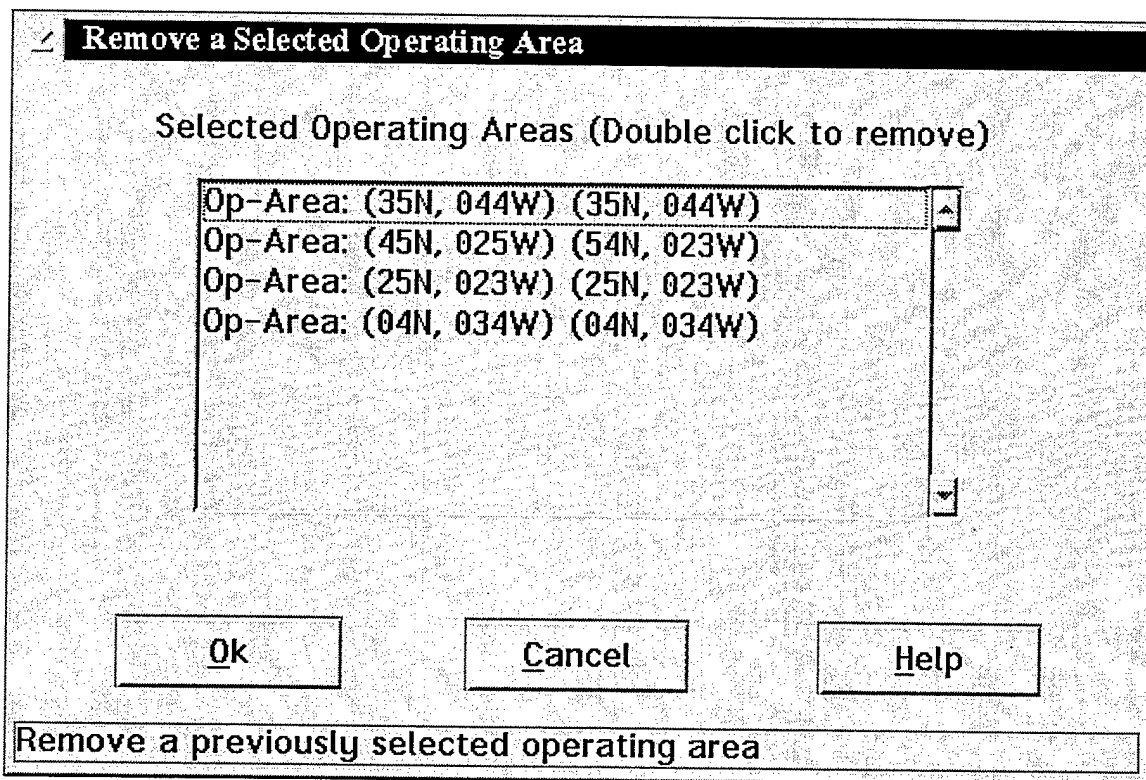 Remove a Selected Operating Area
Selected Operating Areas (Double click to remove)
Op-Area: (35N, 044W) (35N, 044W)
Op-Area: (45N, 025W) (54N, 023W)
Op-Area: (25N, 023W) (25N, 023W)
Op-Area: (04N, 034W) (04N, 034W)
Ok
Cancel
Help
Remove a previously selected operating area